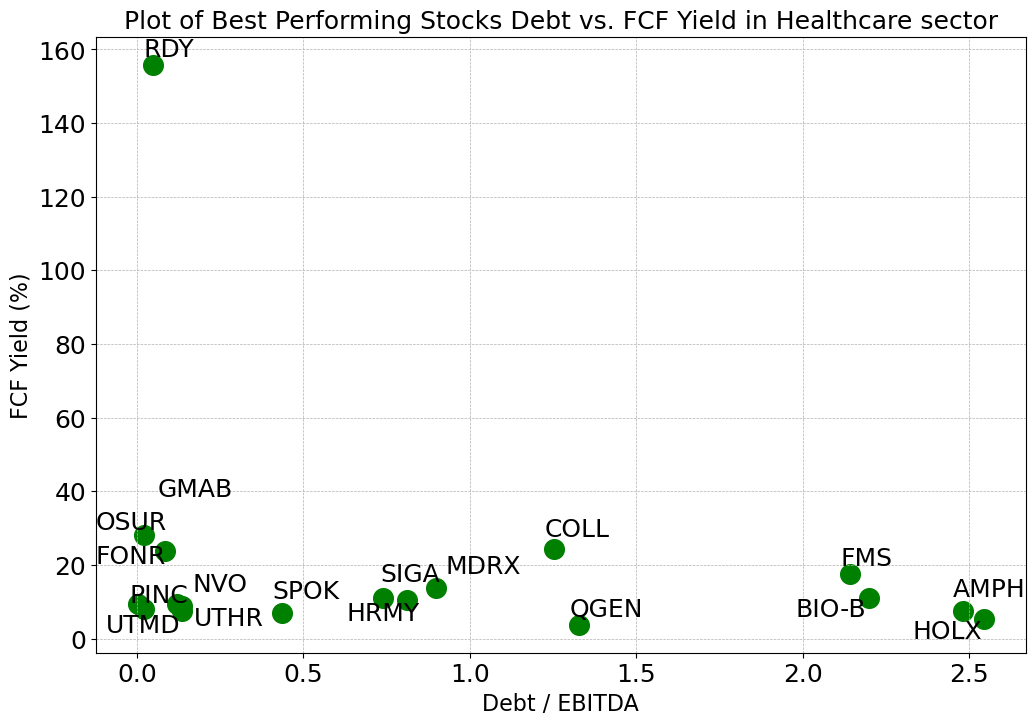 Plot of Best Performing Stocks Debt vs. FCF Yield in Healthcare sector
160
RDY
140
120
100
80
FCF Yield (%)
60
40
GMAB
OSUR
COLL
FONR
20
MDRX
FMS
SIGA
NVO
SPOK
AMPH
PINC
HRMY
QGEN
BIO-B
UTMD
UTHR
HOLX
0
0.0 0.5 1.0 1.5 2.0 2.5
Debt / EBITDA